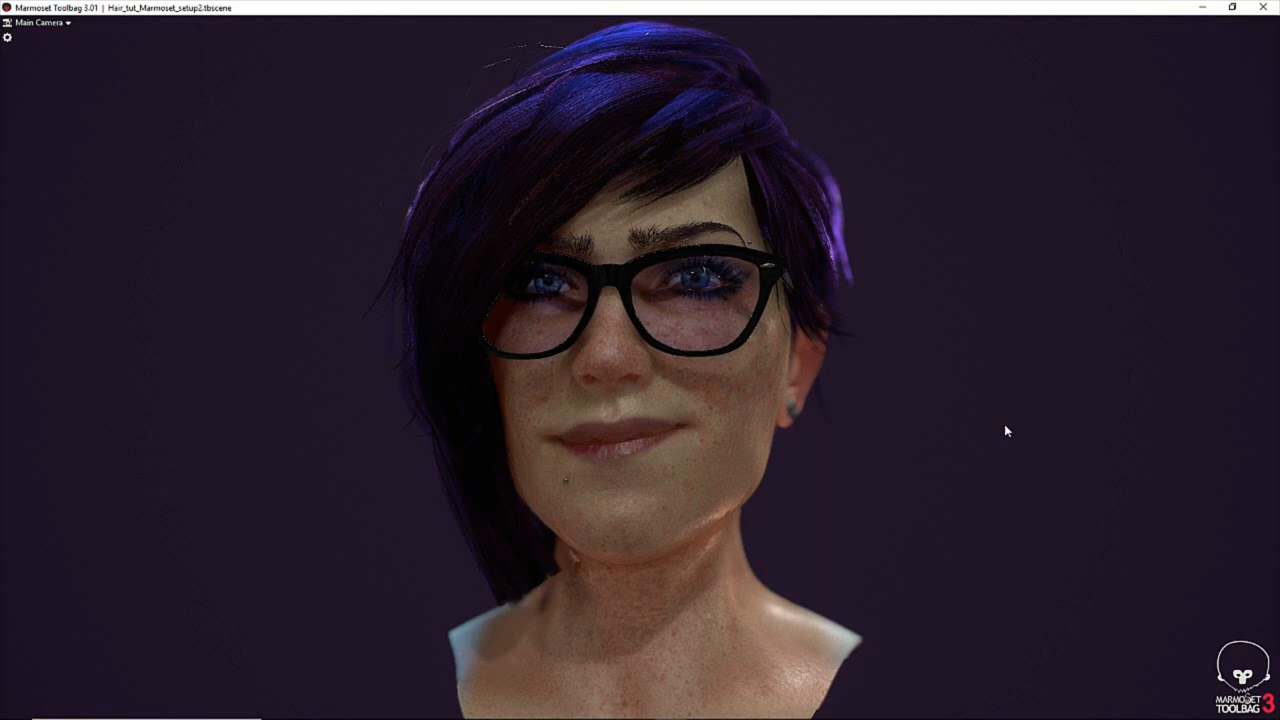 Marmoset Toolbag 3.01 | Hair_tut_Marmoset_setup2.tbscene
Main Camera
MARMOSET
TOOLBAG 3